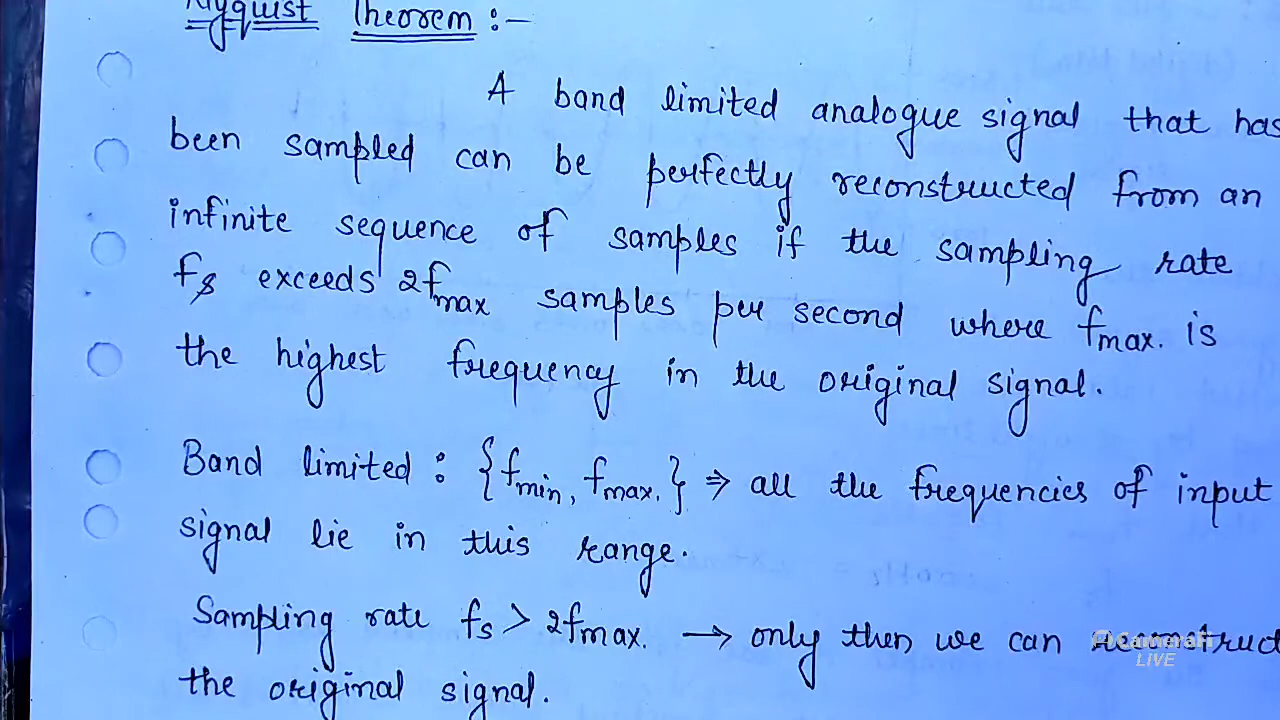 Nyquist Theorem :-
A band limited analogue signal that has
been sampled can be perfectly reconstructed from an
infinite sequence of samples if the sampling rate
fs exceeds 2fmax samples per second where fmax. is
the highest frequency in the original signal.
Band limited : {fmin, fmax.} ⇒ all the frequencies of input
signal lie in this range.
Sampling rate fs > 2fmax. → only then we can reconstruct
the original signal.
CameraFi
LIVE